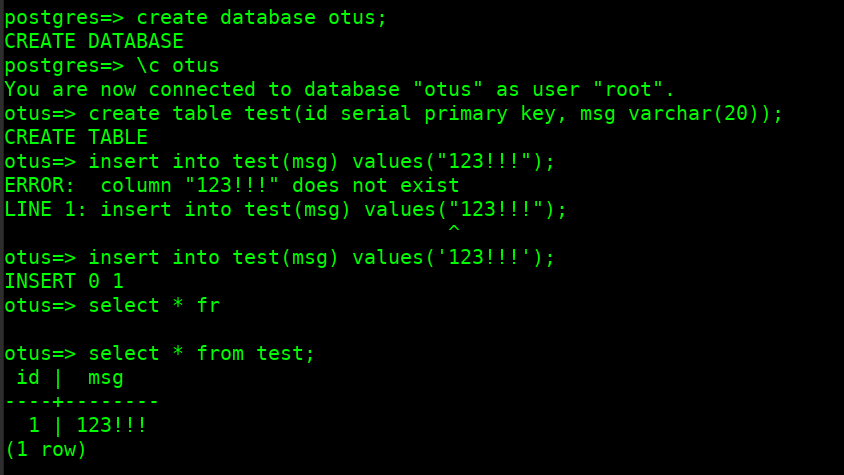 postgres=> create database otus;
CREATE DATABASE
postgres=> \c otus
You are now connected to database "otus" as user "root".
otus=> create table test(id serial primary key, msg varchar(20));
CREATE TABLE
otus=> insert into test(msg) values("123!!!");
ERROR:  column "123!!!" does not exist
LINE 1: insert into test(msg) values("123!!!");
                                     ^
otus=> insert into test(msg) values('123!!!');
INSERT 0 1
otus=> select * fr

otus=> select * from test;
 id |  msg
----+--------
  1 | 123!!!
(1 row)